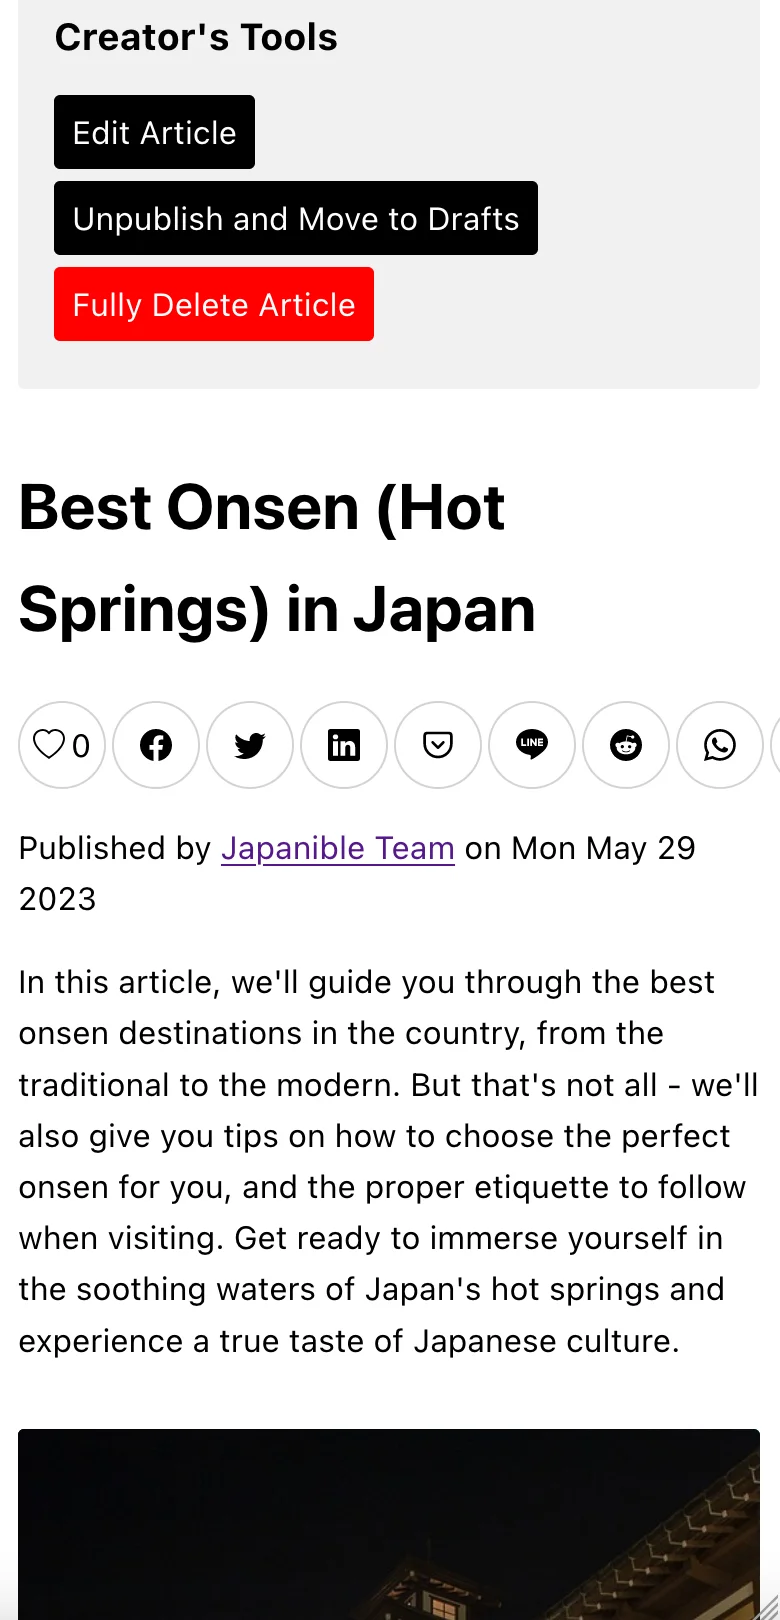 Creator's Tools
Edit Article
Unpublish and Move to Drafts
Fully Delete Article
Best Onsen (Hot
Springs) in Japan
0
LINE
Published by Japanible Team on Mon May 29
2023
In this article, we'll guide you through the best
onsen destinations in the country, from the
traditional to the modern. But that's not all - we'll
also give you tips on how to choose the perfect
onsen for you, and the proper etiquette to follow
when visiting. Get ready to immerse yourself in
the soothing waters of Japan's hot springs and
experience a true taste of Japanese culture.